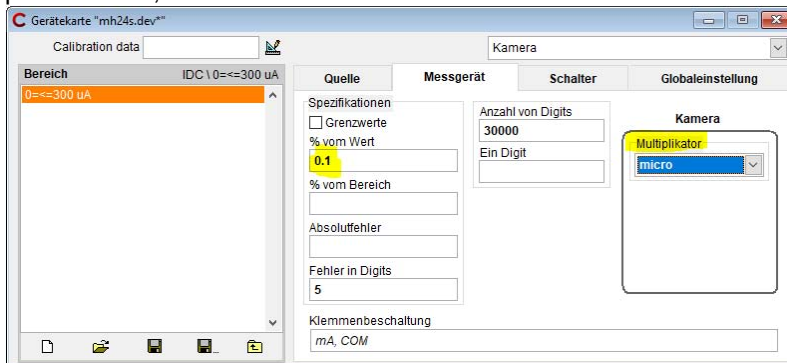 Gerätekarte "mh24s.dev*"
Calibration data
Kamera
Bereich IDC \ 0=<=300 uA
0=<=300 uA
Quelle Messgerät Schalter Globaleinstellung
Spezifikationen
Grenzwerte
% vom Wert
0.1
% vom Bereich
Absolutfehler
Fehler in Digits
5
Anzahl von Digits
30000
Ein Digit
Kamera
Multiplikator
micro
Klemmenbeschaltung
mA, COM